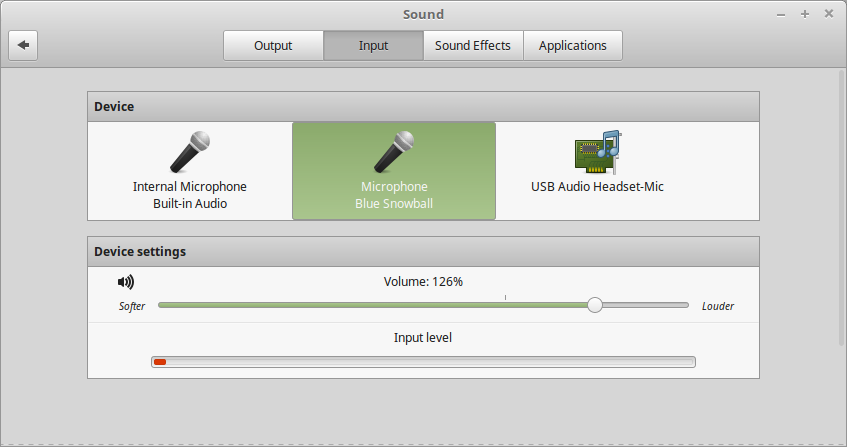 Sound
Output
Input
Sound Effects
Applications
Device
Internal Microphone
Built-in Audio
Microphone
Blue Snowball
USB Audio Headset-Mic
Device settings
Volume: 126%
Softer
Louder
Input level